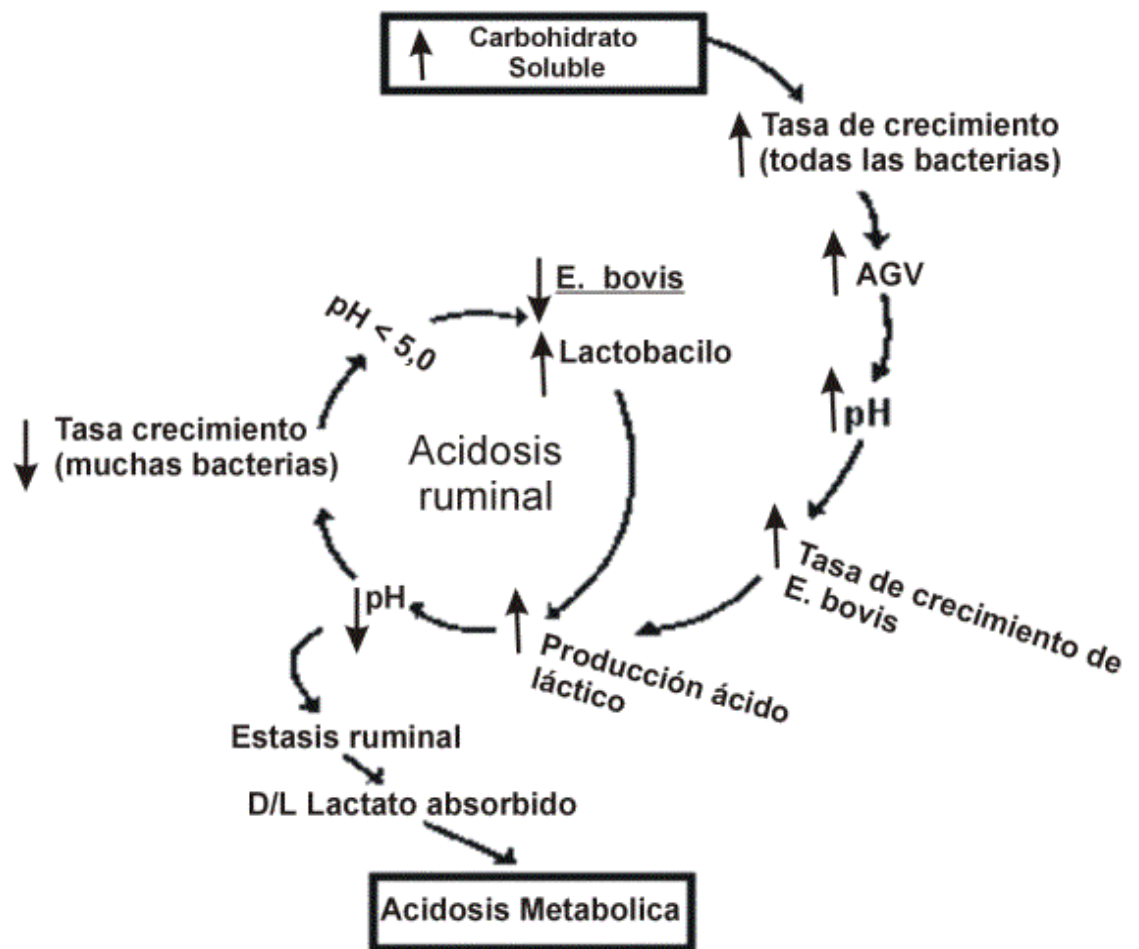 ↑ Carbohidrato
Soluble
↑ Tasa de crecimiento
(todas las bacterias)
↑ AGV
↑ pH
↑ Tasa de crecimiento de
E. bovis
↑ Producción ácido
láctico
↓ pH
↓ Tasa crecimiento
(muchas bacterias)
pH < 5,0
↓ E. bovis
↑ Lactobacilo
Acidosis
ruminal
Estasis ruminal
D/L Lactato absorbido
Acidosis Metabolica